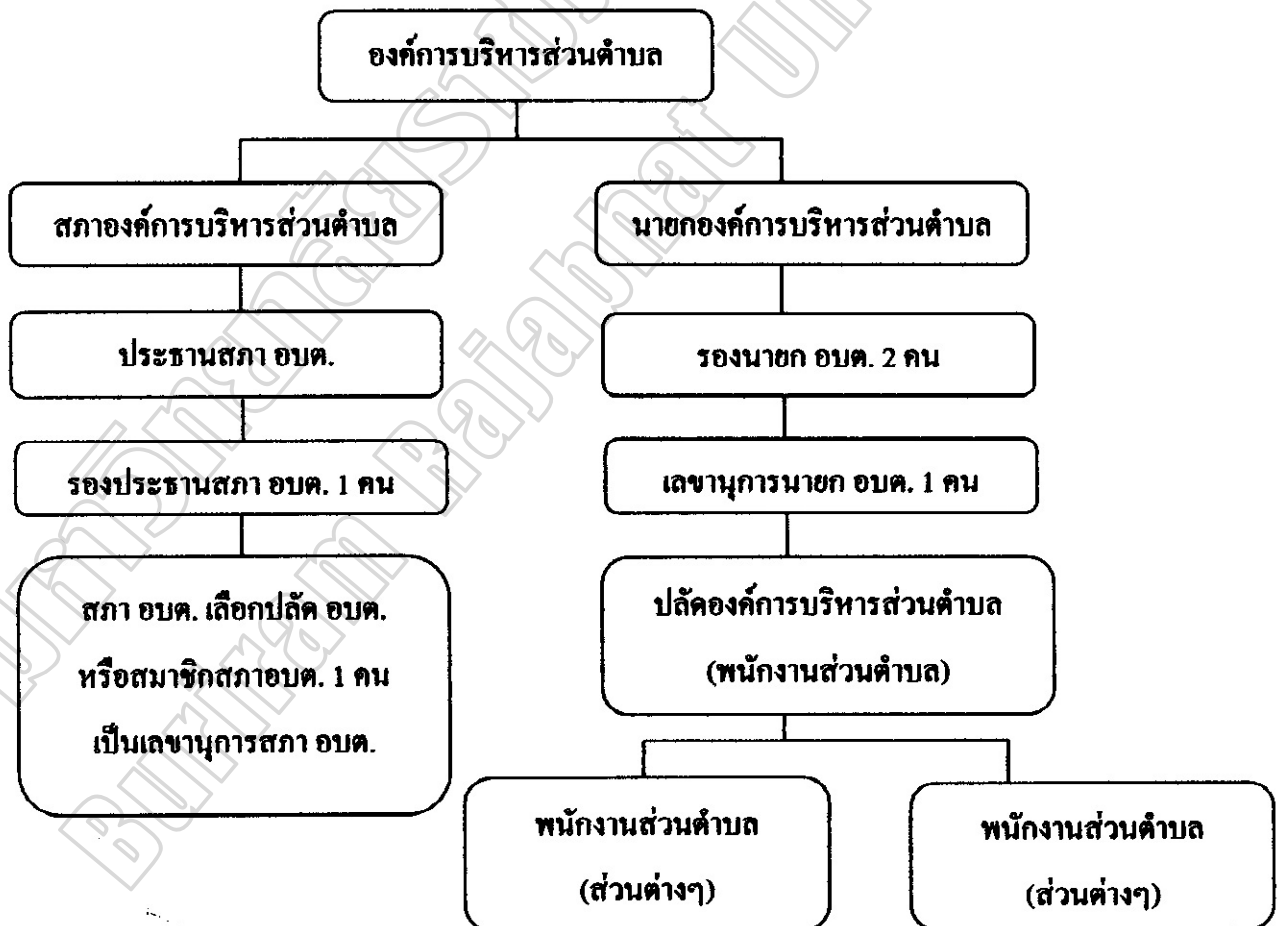 องค์การบริหารส่วนตำบล
สภาองค์การบริหารส่วนตำบล
นายกองค์การบริหารส่วนตำบล
ประธานสภา อบต.
รองนายก อบต. 2 คน
รองประธานสภา อบต. 1 คน
เลขานุการนายก อบต. 1 คน
สภา อบต. เลือกปลัด อบต.
หรือสมาชิกสภาอบต. 1 คน
เป็นเลขานุการสภา อบต.
ปลัดองค์การบริหารส่วนตำบล
(พนักงานส่วนตำบล)
พนักงานส่วนตำบล
(ส่วนต่างๆ)
พนักงานส่วนตำบล
(ส่วนต่างๆ)
Buriram Rajabhat